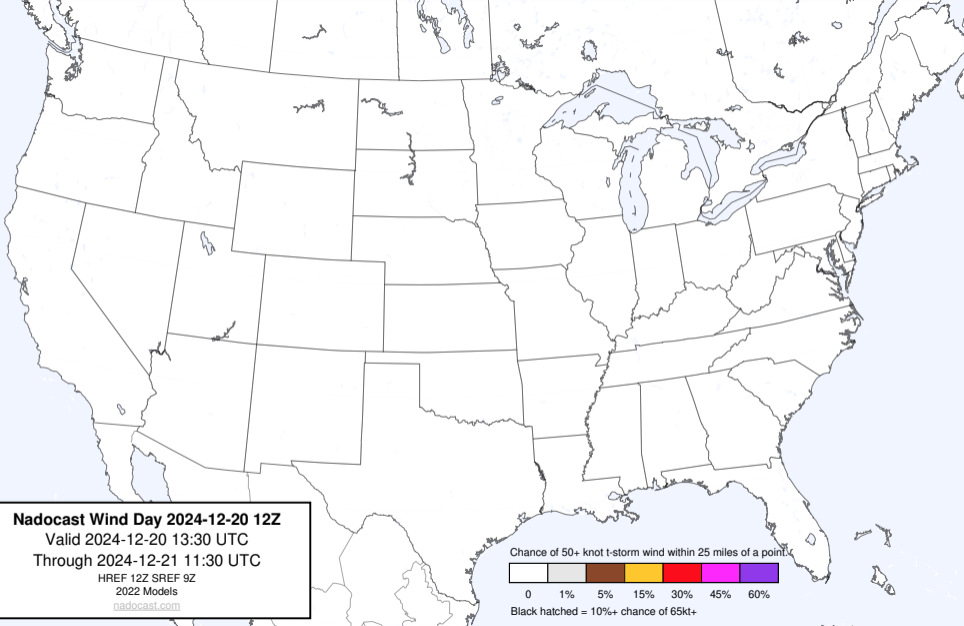 Nadocast Wind Day 2024-12-20 12Z
Valid 2024-12-20 13:30 UTC
Through 2024-12-21 11:30 UTC
HREF 12Z SREF 9Z
2022 Models
nadocast.com
Chance of 50+ knot t-storm wind within 25 miles of a point.
0 1% 5% 15% 30% 45% 60%
Black hatched = 10%+ chance of 65kt+